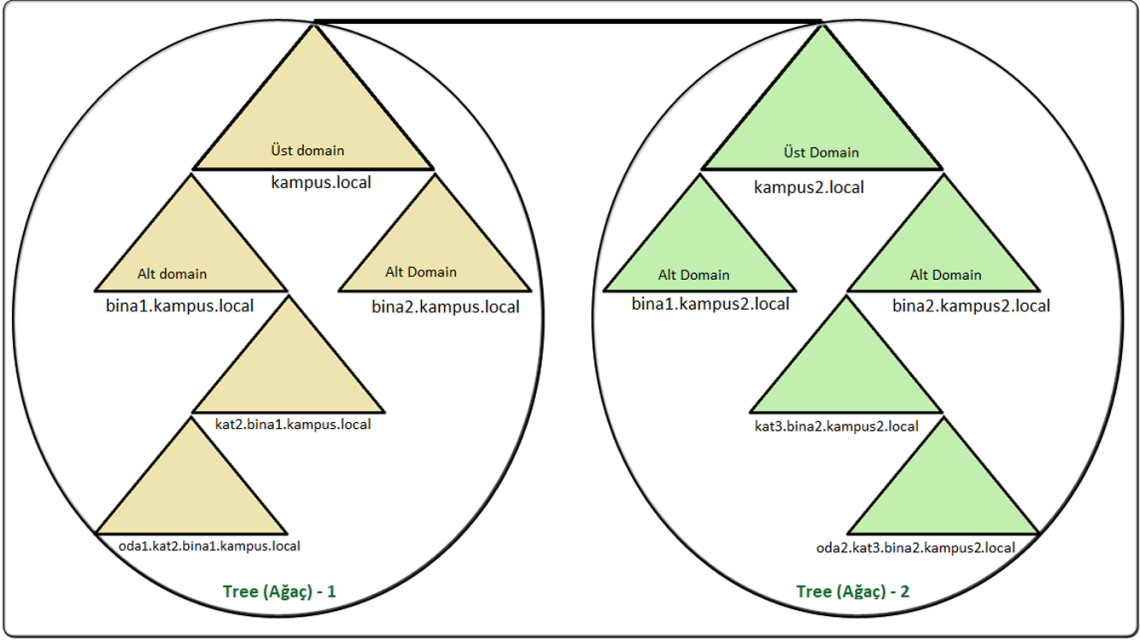 Üst domain
kampus.local
Alt domain
Alt Domain
bina1.kampus.local
bina2.kampus.local
kat2.bina1.kampus.local
oda1.kat2.bina1.kampus.local
Tree (Ağaç) - 1
Üst Domain
kampus2.local
Alt Domain
Alt Domain
bina1.kampus2.local
bina2.kampus2.local
kat3.bina2.kampus2.local
oda2.kat3.bina2.kampus2.local
Tree (Ağaç) - 2